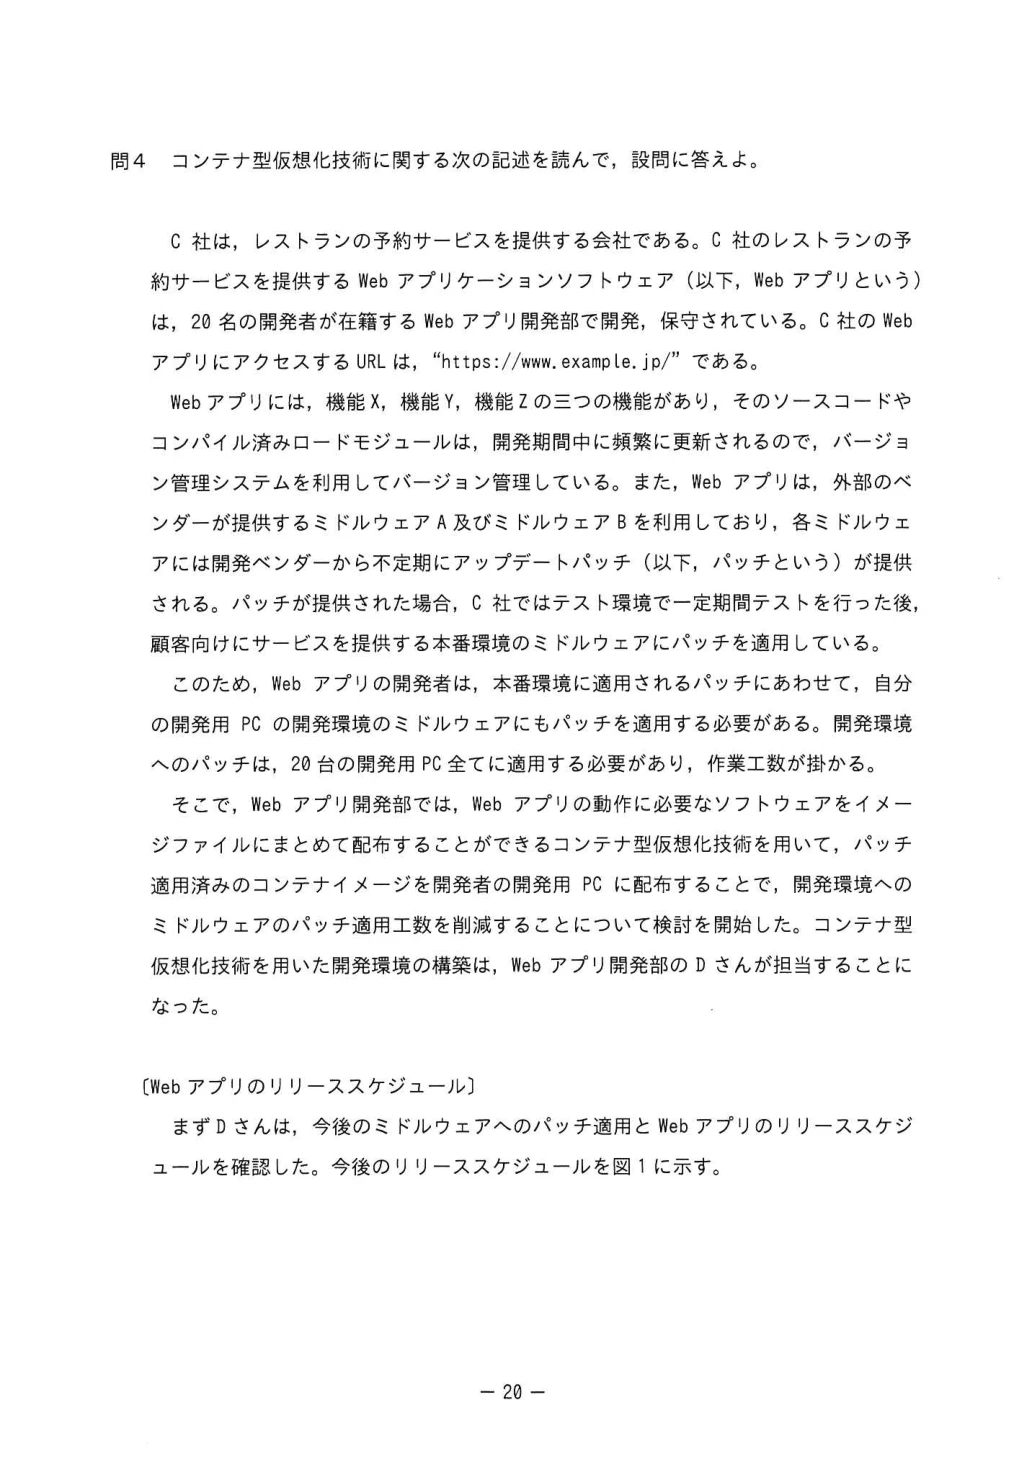 問4　コンテナ型仮想化技術に関する次の記述を読んで，設問に答えよ。
C 社は，レストランの予約サービスを提供する会社である。C 社のレストランの予
約サービスを提供する Web アプリケーションソフトウェア（以下，Web アプリという）
は，20 名の開発者が在籍する Web アプリ開発部で開発，保守されている。C 社の Web
アプリにアクセスする URL は，“https://www.example.jp/” である。
Web アプリには，機能 X，機能 Y，機能 Z の三つの機能があり，そのソースコードや
コンパイル済みロードモジュールは，開発期間中に頻繁に更新されるので，バージョ
ン管理システムを利用してバージョン管理している。また，Web アプリは，外部のベ
ンダーが提供するミドルウェア A 及びミドルウェア B を利用しており，各ミドルウェ
アには開発ベンダーから不定期にアップデートパッチ（以下，パッチという）が提供
される。パッチが提供された場合，C 社ではテスト環境で一定期間テストを行った後，
顧客向けにサービスを提供する本番環境のミドルウェアにパッチを適用している。
このため，Web アプリの開発者は，本番環境に適用されるパッチにあわせて，自分
の開発用 PC の開発環境のミドルウェアにもパッチを適用する必要がある。開発環境
へのパッチは，20 台の開発用 PC 全てに適用する必要があり，作業工数が掛かる。
そこで，Web アプリ開発部では，Web アプリの動作に必要なソフトウェアをイメー
ジファイルにまとめて配布することができるコンテナ型仮想化技術を用いて，パッチ
適用済みのコンテナイメージを開発者の開発用 PC に配布することで，開発環境への
ミドルウェアのパッチ適用工数を削減することについて検討を開始した。コンテナ型
仮想化技術を用いた開発環境の構築は，Web アプリ開発部の D さんが担当することに
なった。
〔Web アプリのリリーススケジュール〕
まず D さんは，今後のミドルウェアへのパッチ適用と Web アプリのリリーススケジ
ュールを確認した。今後のリリーススケジュールを図 1 に示す。
－ 20 －